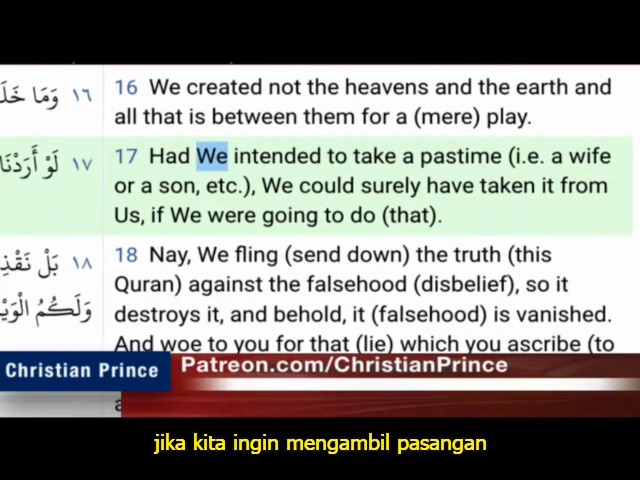 ١٦ وَمَا خَلَ
16 We created not the heavens and the earth and
all that is between them for a (mere) play.
١٧ لَوْ أَرَدْنَا
17 Had We intended to take a pastime (i.e. a wife
or a son, etc.), We could surely have taken it from
Us, if We were going to do (that).
١٨ بَلْ نَقْذِ
وَلَكُمُ الْوَيْ
18 Nay, We fling (send down) the truth (this
Quran) against the falsehood (disbelief), so it
destroys it, and behold, it (falsehood) is vanished.
And woe to you for that (lie) which you ascribe (to
Christian Prince
Patreon.com/ChristianPrince
jika kita ingin mengambil pasangan